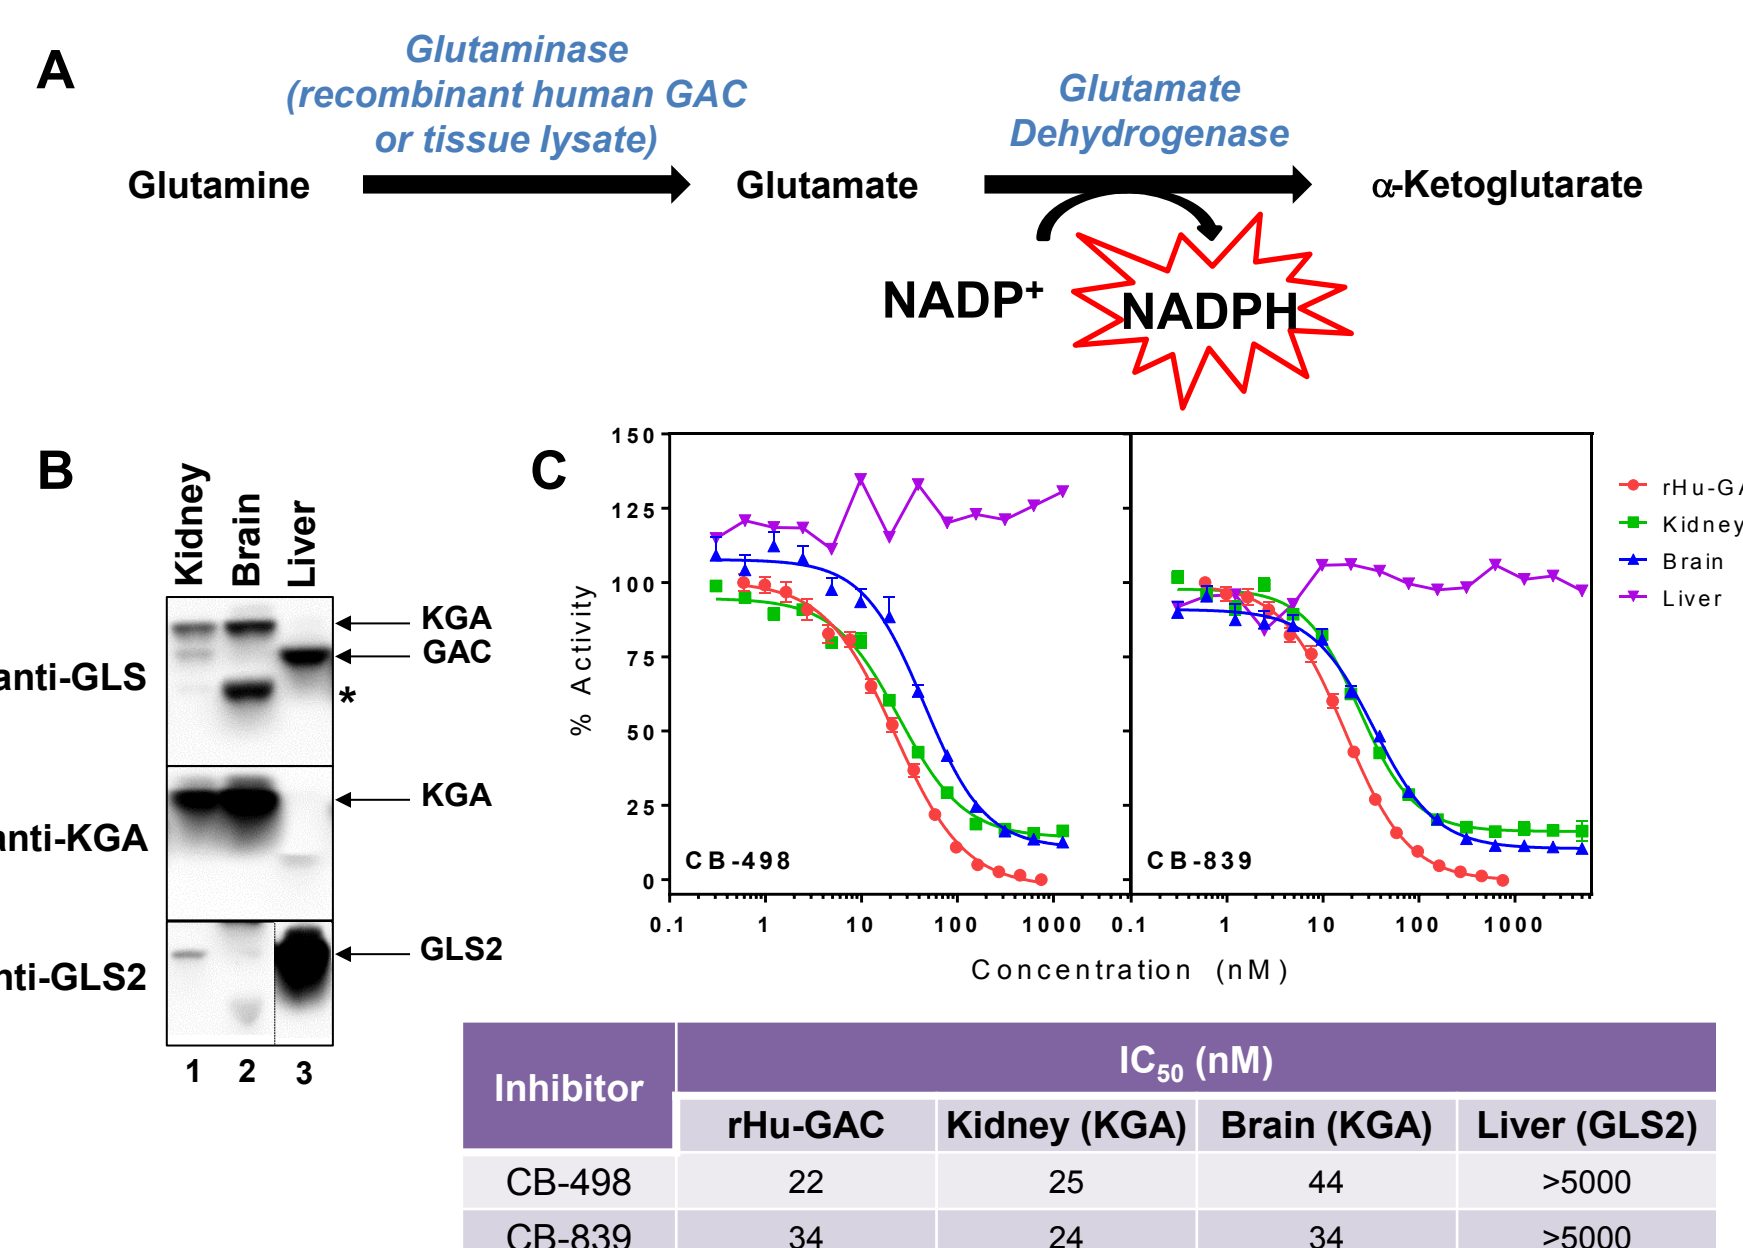 A
Glutaminase
(recombinant human GAC
or tissue lysate)
Glutamate
Dehydrogenase
Glutamine
Glutamate
α-Ketoglutarate
NADP+
NADPH
B
Kidney
Brain
Liver
KGA
GAC
anti-GLS
*
KGA
anti-KGA
GLS2
nti-GLS2
1 2 3
C
150
125
100
75
50
25
0
% Activity
CB-498
CB-839
0.1 1 10 100 1000 0.1 1 10 100 1000
Concentration (nM)
rHu-GA
Kidney
Brain
Liver
Inhibitor
IC50 (nM)
rHu-GAC Kidney (KGA) Brain (KGA) Liver (GLS2)
CB-498 22 25 44 >5000
CB-839 34 24 34 >5000